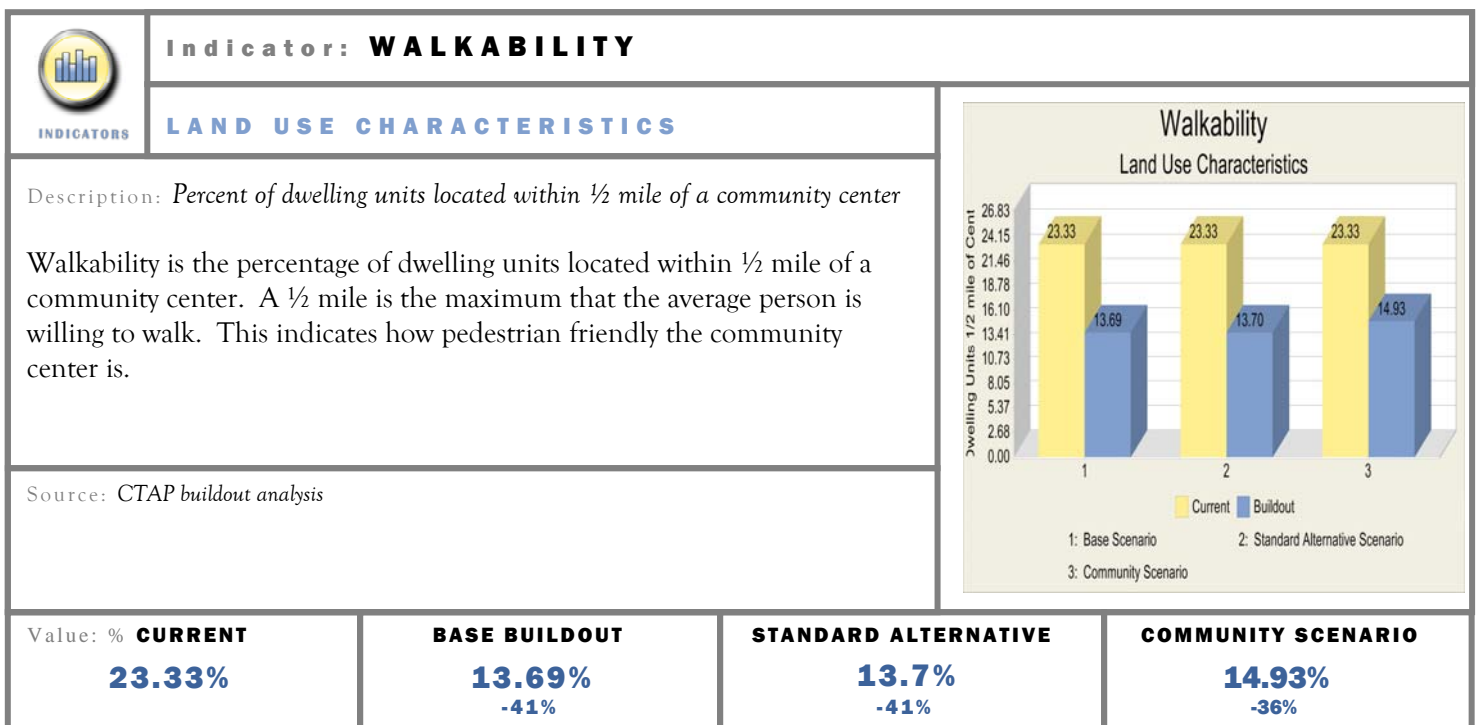 INDICATORS
Indicator: WALKABILITY
LAND USE CHARACTERISTICS
Description: Percent of dwelling units located within ½ mile of a community center
Walkability is the percentage of dwelling units located within ½ mile of a
community center. A ½ mile is the maximum that the average person is
willing to walk. This indicates how pedestrian friendly the community
center is.
Source: CTAP buildout analysis
Walkability
Land Use Characteristics
Dwelling Units 1/2 mile of Cent
26.83
24.15
21.46
18.78
16.10
13.41
10.73
8.05
5.37
2.68
0.00
23.33
13.69
23.33
13.70
23.33
14.93
1 2 3
Current Buildout
1: Base Scenario 2: Standard Alternative Scenario
3: Community Scenario
Value: % CURRENT
23.33%
BASE BUILDOUT
13.69%
-41%
STANDARD ALTERNATIVE
13.7%
-41%
COMMUNITY SCENARIO
14.93%
-36%